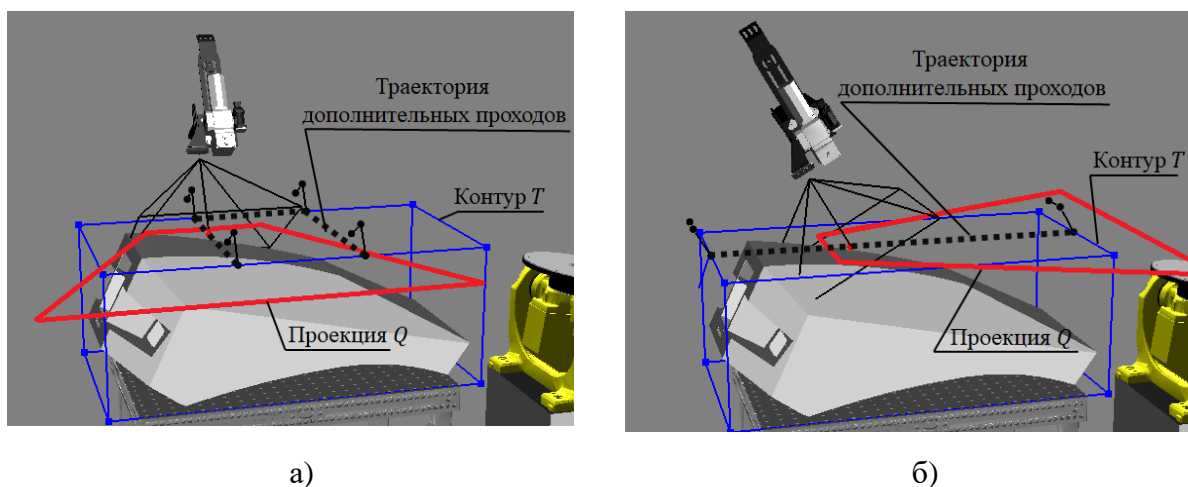 Траектория
дополнительных проходов
Контур T
Проекция Q
а)
Траектория
дополнительных проходов
Контур T
Проекция Q
б)